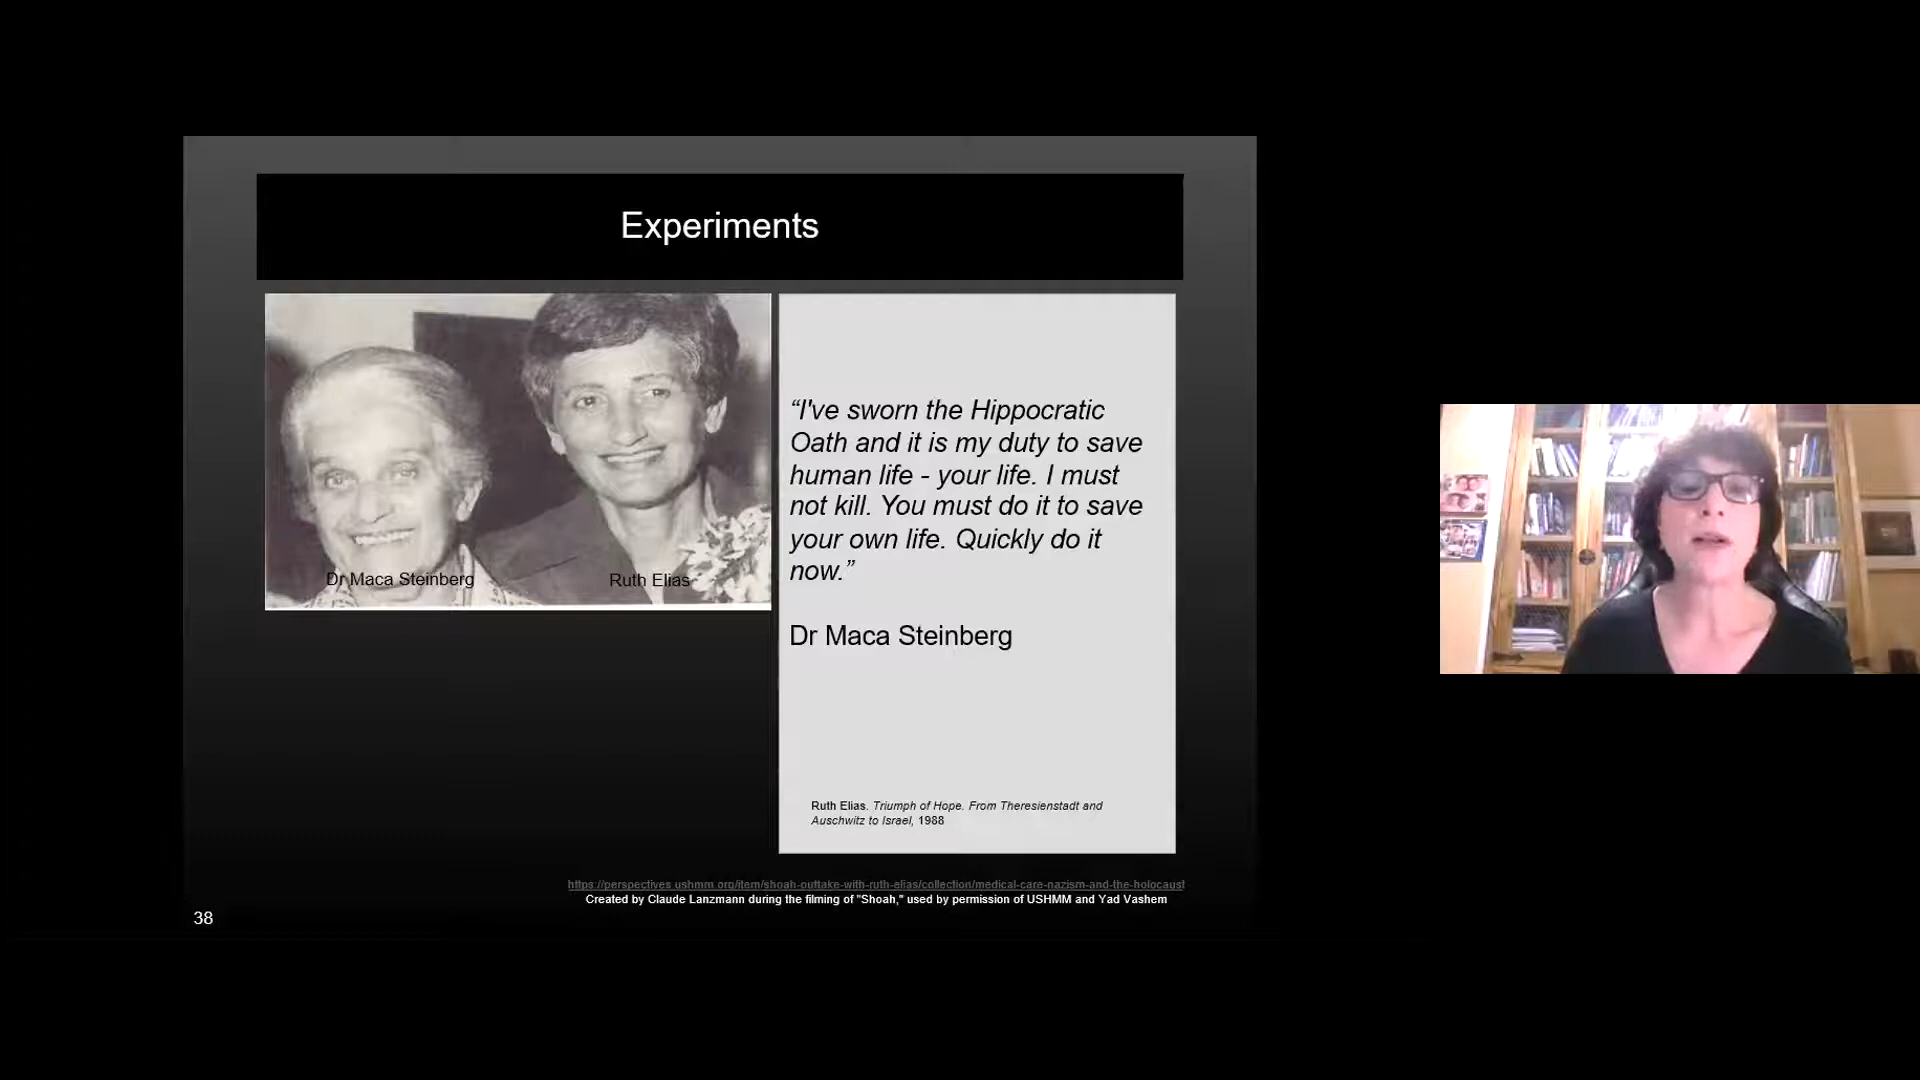 Experiments
Dr Maca Steinberg
Ruth Elias
“I've sworn the Hippocratic
Oath and it is my duty to save
human life - your life. I must
not kill. You must do it to save
your own life. Quickly do it
now.”
Dr Maca Steinberg
Ruth Elias. Triumph of Hope. From Theresienstadt and
Auschwitz to Israel, 1988
https://perspectives.ushmm.org/item/shoah-outtake-with-ruth-elias/collection/medical-care-nazism-and-the-holocaust
Created by Claude Lanzmann during the filming of "Shoah," used by permission of USHMM and Yad Vashem
38